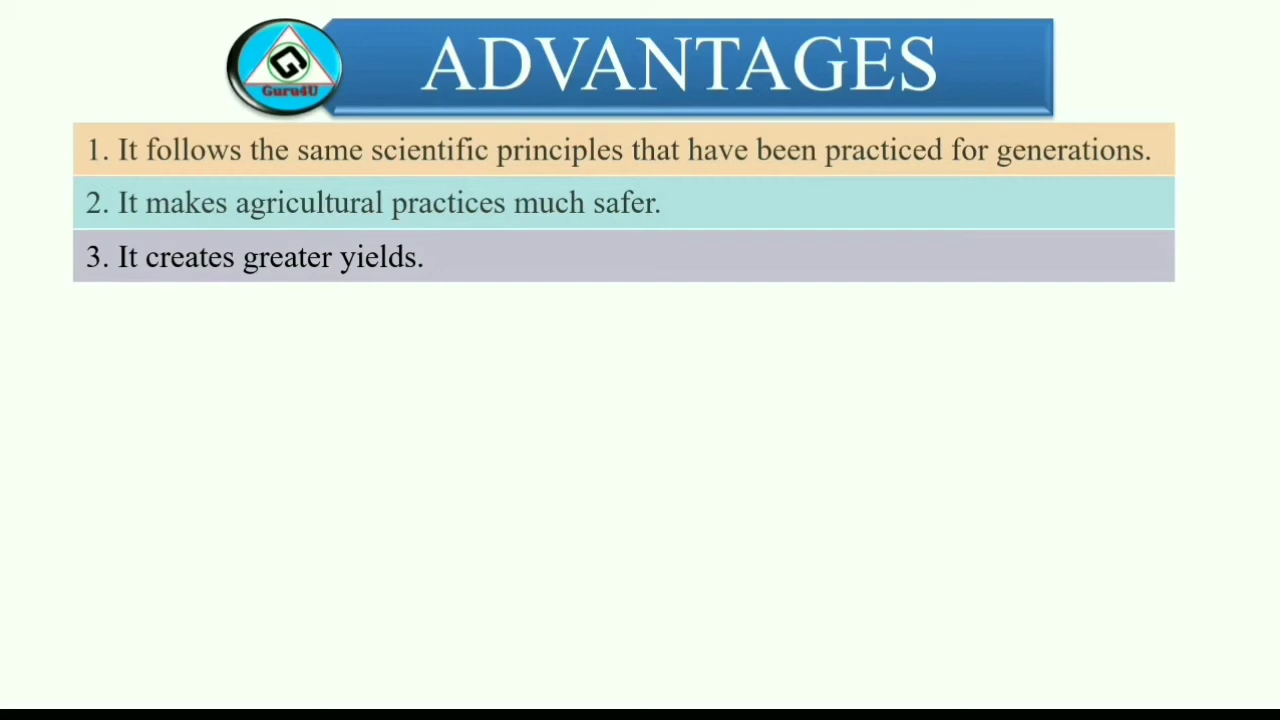 Guru4U
ADVANTAGES
1. It follows the same scientific principles that have been practiced for generations.
2. It makes agricultural practices much safer.
3. It creates greater yields.